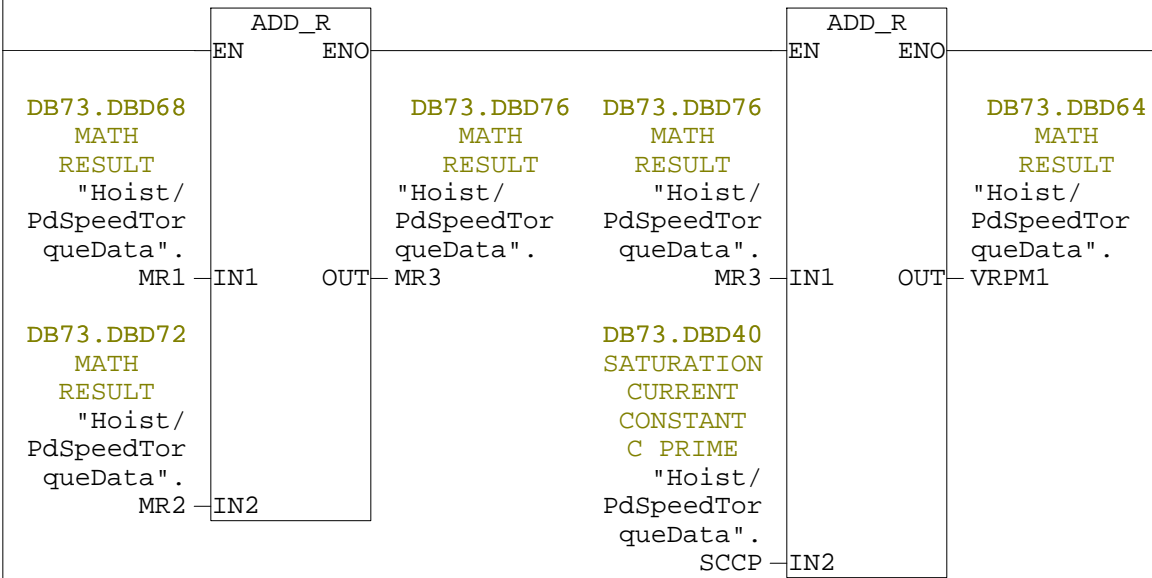 ADD_R
EN ENO
DB73.DBD68
MATH
RESULT
"Hoist/
PdSpeedTor
queData".
MR1 IN1
DB73.DBD72
MATH
RESULT
"Hoist/
PdSpeedTor
queData".
MR2 IN2
DB73.DBD76
MATH
RESULT
"Hoist/
PdSpeedTor
queData".
OUT MR3
ADD_R
EN ENO
DB73.DBD76
MATH
RESULT
"Hoist/
PdSpeedTor
queData".
MR3 IN1
DB73.DBD40
SATURATION
CURRENT
CONSTANT
C PRIME
"Hoist/
PdSpeedTor
queData".
SCCP IN2
DB73.DBD64
MATH
RESULT
"Hoist/
PdSpeedTor
queData".
OUT VRPM1